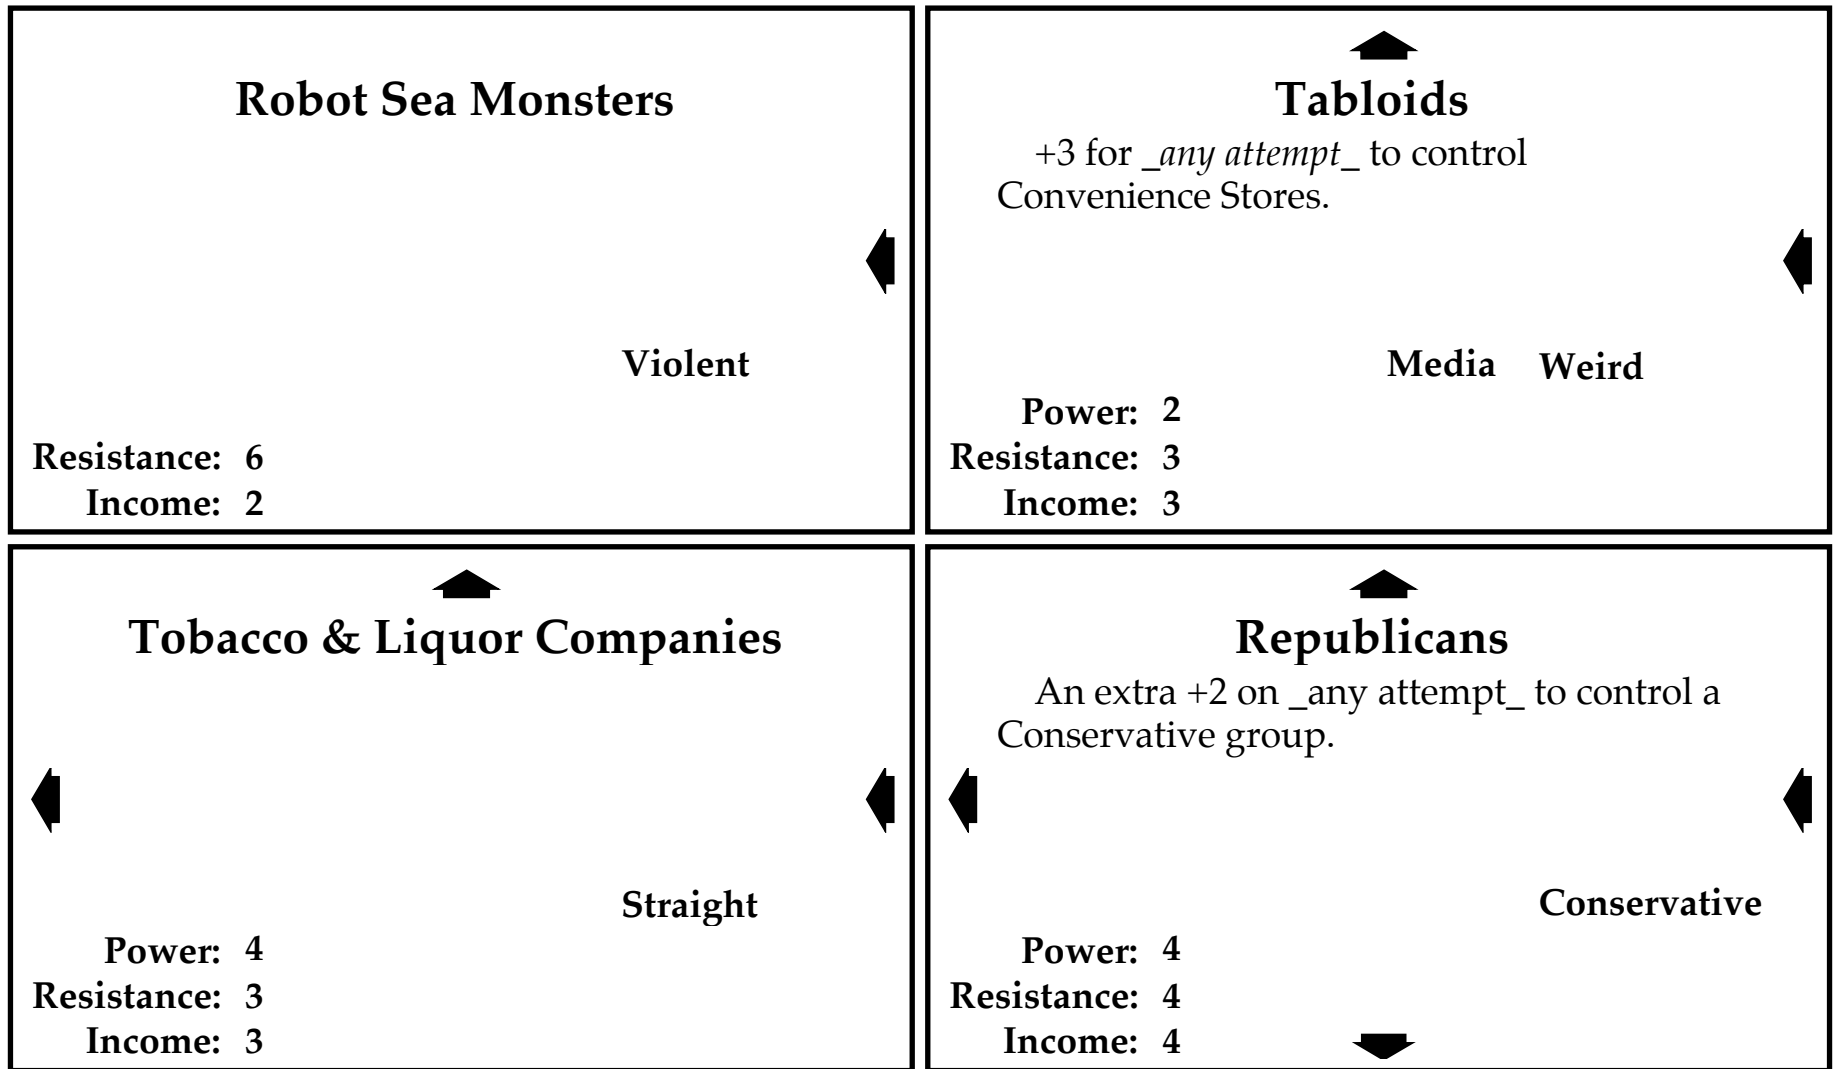 Robot Sea Monsters
Violent
Resistance: 6
Income: 2
Tabloids
+3 for _any attempt_ to control
Convenience Stores.
Media Weird
Power: 2
Resistance: 3
Income: 3
Tobacco & Liquor Companies
Straight
Power: 4
Resistance: 3
Income: 3
Republicans
An extra +2 on _any attempt_ to control a
Conservative group.
Conservative
Power: 4
Resistance: 4
Income: 4